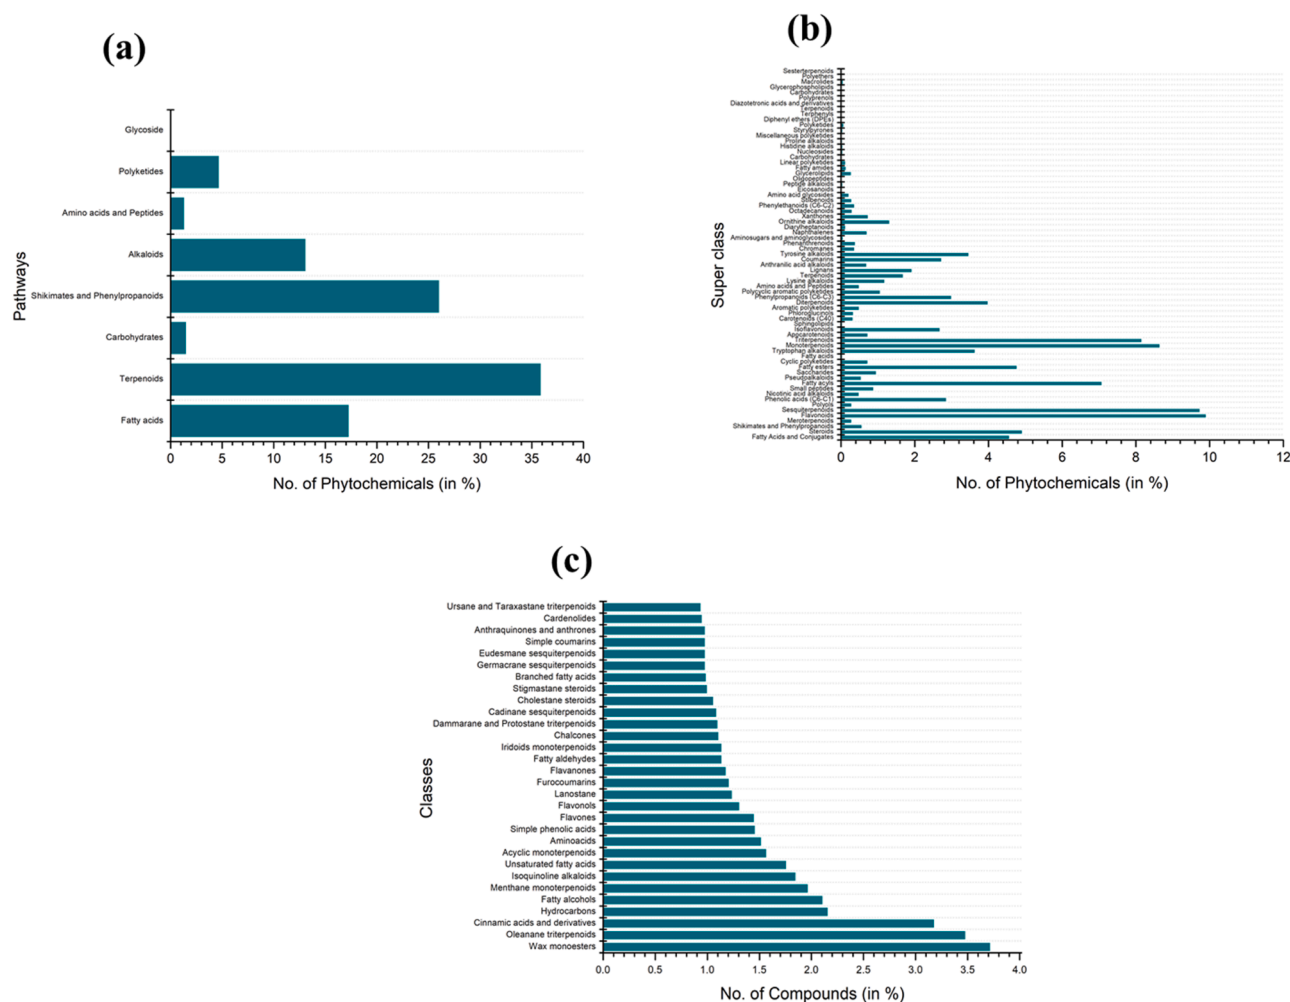 (a)
Glycoside
Polyketides
Amino acids and Peptides
Alkaloids
Shikimates and Phenylpropanoids
Carbohydrates
Terpenoids
Fatty acids
Pathways
0 5 10 15 20 25 30 35 40
No. of Phytochemicals (in %)
(b)
Sesterterpenoids
Polyethers
Macrolides
Glycerophospholipids
Carbohydrates
Polyprenols
Diazotetronic acids and derivatives
Terpenoids
Terphenyls
Diphenyl ethers (DPEs)
Polyketides
Styrylpyrones
Miscellaneous polyketides
Proline alkaloids
Histidine alkaloids
Nucleosides
Carbohydrates
Linear polyketides
Fatty amides
Glycerolipids
Oligopeptides
Peptide alkaloids
Eicosanoids
Amino acid glycosides
Stilbenoids
Phenylethanoids (C6-C2)
Octadecanoids
Xanthones
Ornithine alkaloids
Diarylheptanoids
Naphthalenes
Aminosugars and aminoglycosides
Phenanthrenoids
Chromanes
Tyrosine alkaloids
Coumarins
Anthranilic acid alkaloids
Lignans
Terpenoids
Lysine alkaloids
Amino acids and Peptides
Polycyclic aromatic polyketides
Phenylpropanoids (C6-C3)
Diterpenoids
Aromatic polyketides
Phloroglucinols
Carotenoids (C40)
Sphingolipids
Isoflavonoids
Apocarotenoids
Triterpenoids
Monoterpenoids
Tryptophan alkaloids
Fatty acids
Cyclic polyketides
Fatty esters
Saccharides
Pseudoalkaloids
Fatty acyls
Small peptides
Nicotinic acid alkaloids
Phenolic acids (C6-C1)
Polyols
Sesquiterpenoids
Flavonoids
Meroterpenoids
Shikimates and Phenylpropanoids
Steroids
Fatty Acids and Conjugates
Super class
0 2 4 6 8 10 12
No. of Phytochemicals (in %)
(c)
Ursane and Taraxastane triterpenoids
Cardenolides
Anthraquinones and anthrones
Simple coumarins
Eudesmane sesquiterpenoids
Germacrane sesquiterpenoids
Branched fatty acids
Stigmastane steroids
Cholestane steroids
Cadinane sesquiterpenoids
Dammarane and Protostane triterpenoids
Chalcones
Iridoids monoterpenoids
Fatty aldehydes
Flavanones
Furocoumarins
Lanostane
Flavonols
Flavones
Simple phenolic acids
Aminoacids
Acyclic monoterpenoids
Unsaturated fatty acids
Isoquinoline alkaloids
Menthane monoterpenoids
Fatty alcohols
Hydrocarbons
Cinnamic acids and derivatives
Oleanane triterpenoids
Wax monoesters
Classes
0.0 0.5 1.0 1.5 2.0 2.5 3.0 3.5 4.0
No. of Compounds (in %)